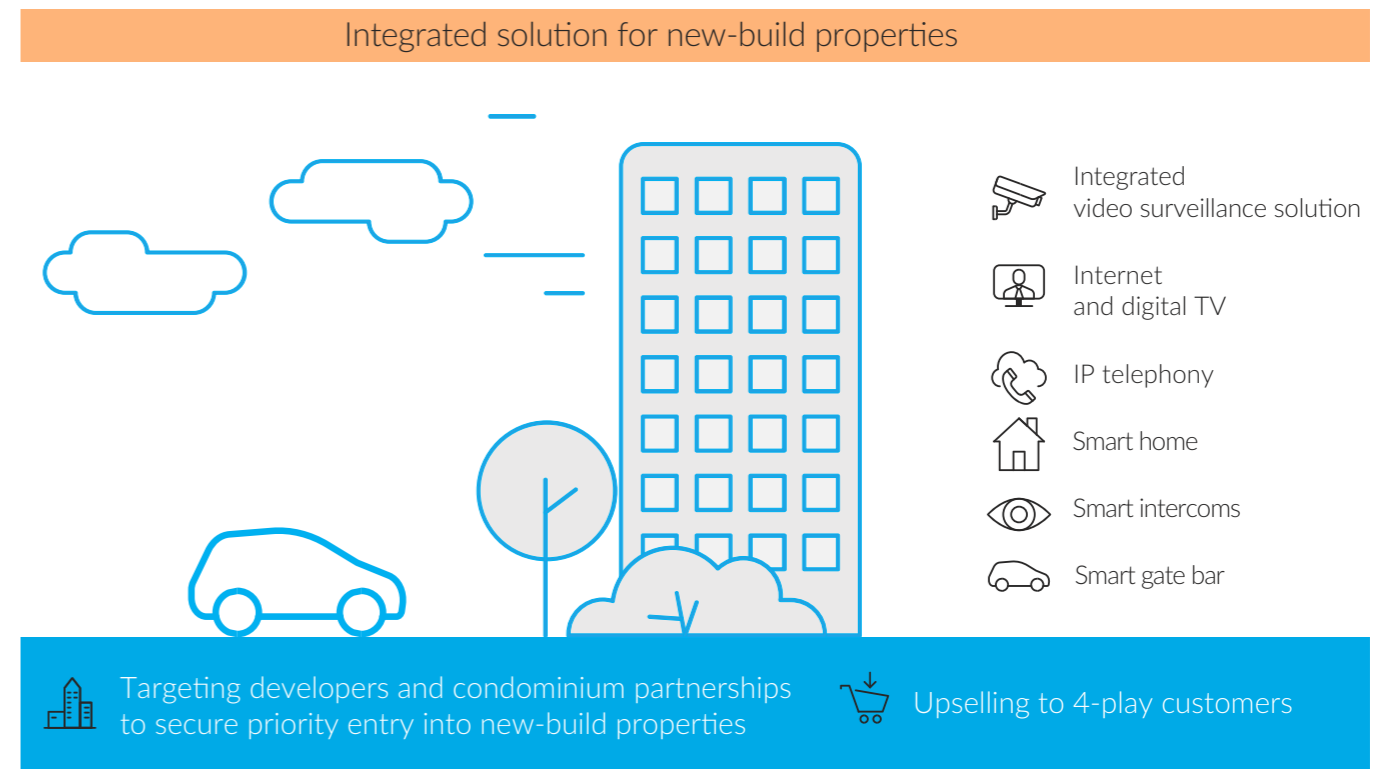 Integrated solution for new-build properties
Integrated
video surveillance solution
Internet
and digital TV
IP telephony
Smart home
Smart intercoms
Smart gate bar
Targeting developers and condominium partnerships
to secure priority entry into new-build properties
Upselling to 4-play customers